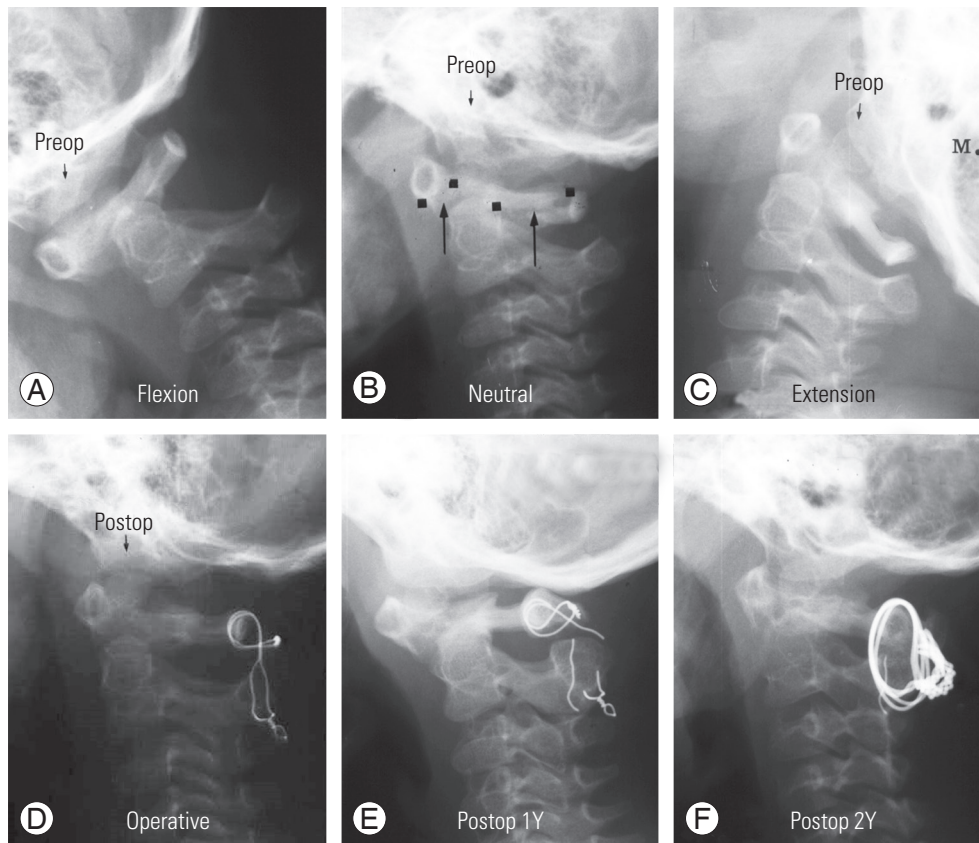 Preop
A
Flexion
Preop
B
Neutral
Preop
M
C
Extension
Postop
D
Operative
E
Postop 1Y
F
Postop 2Y